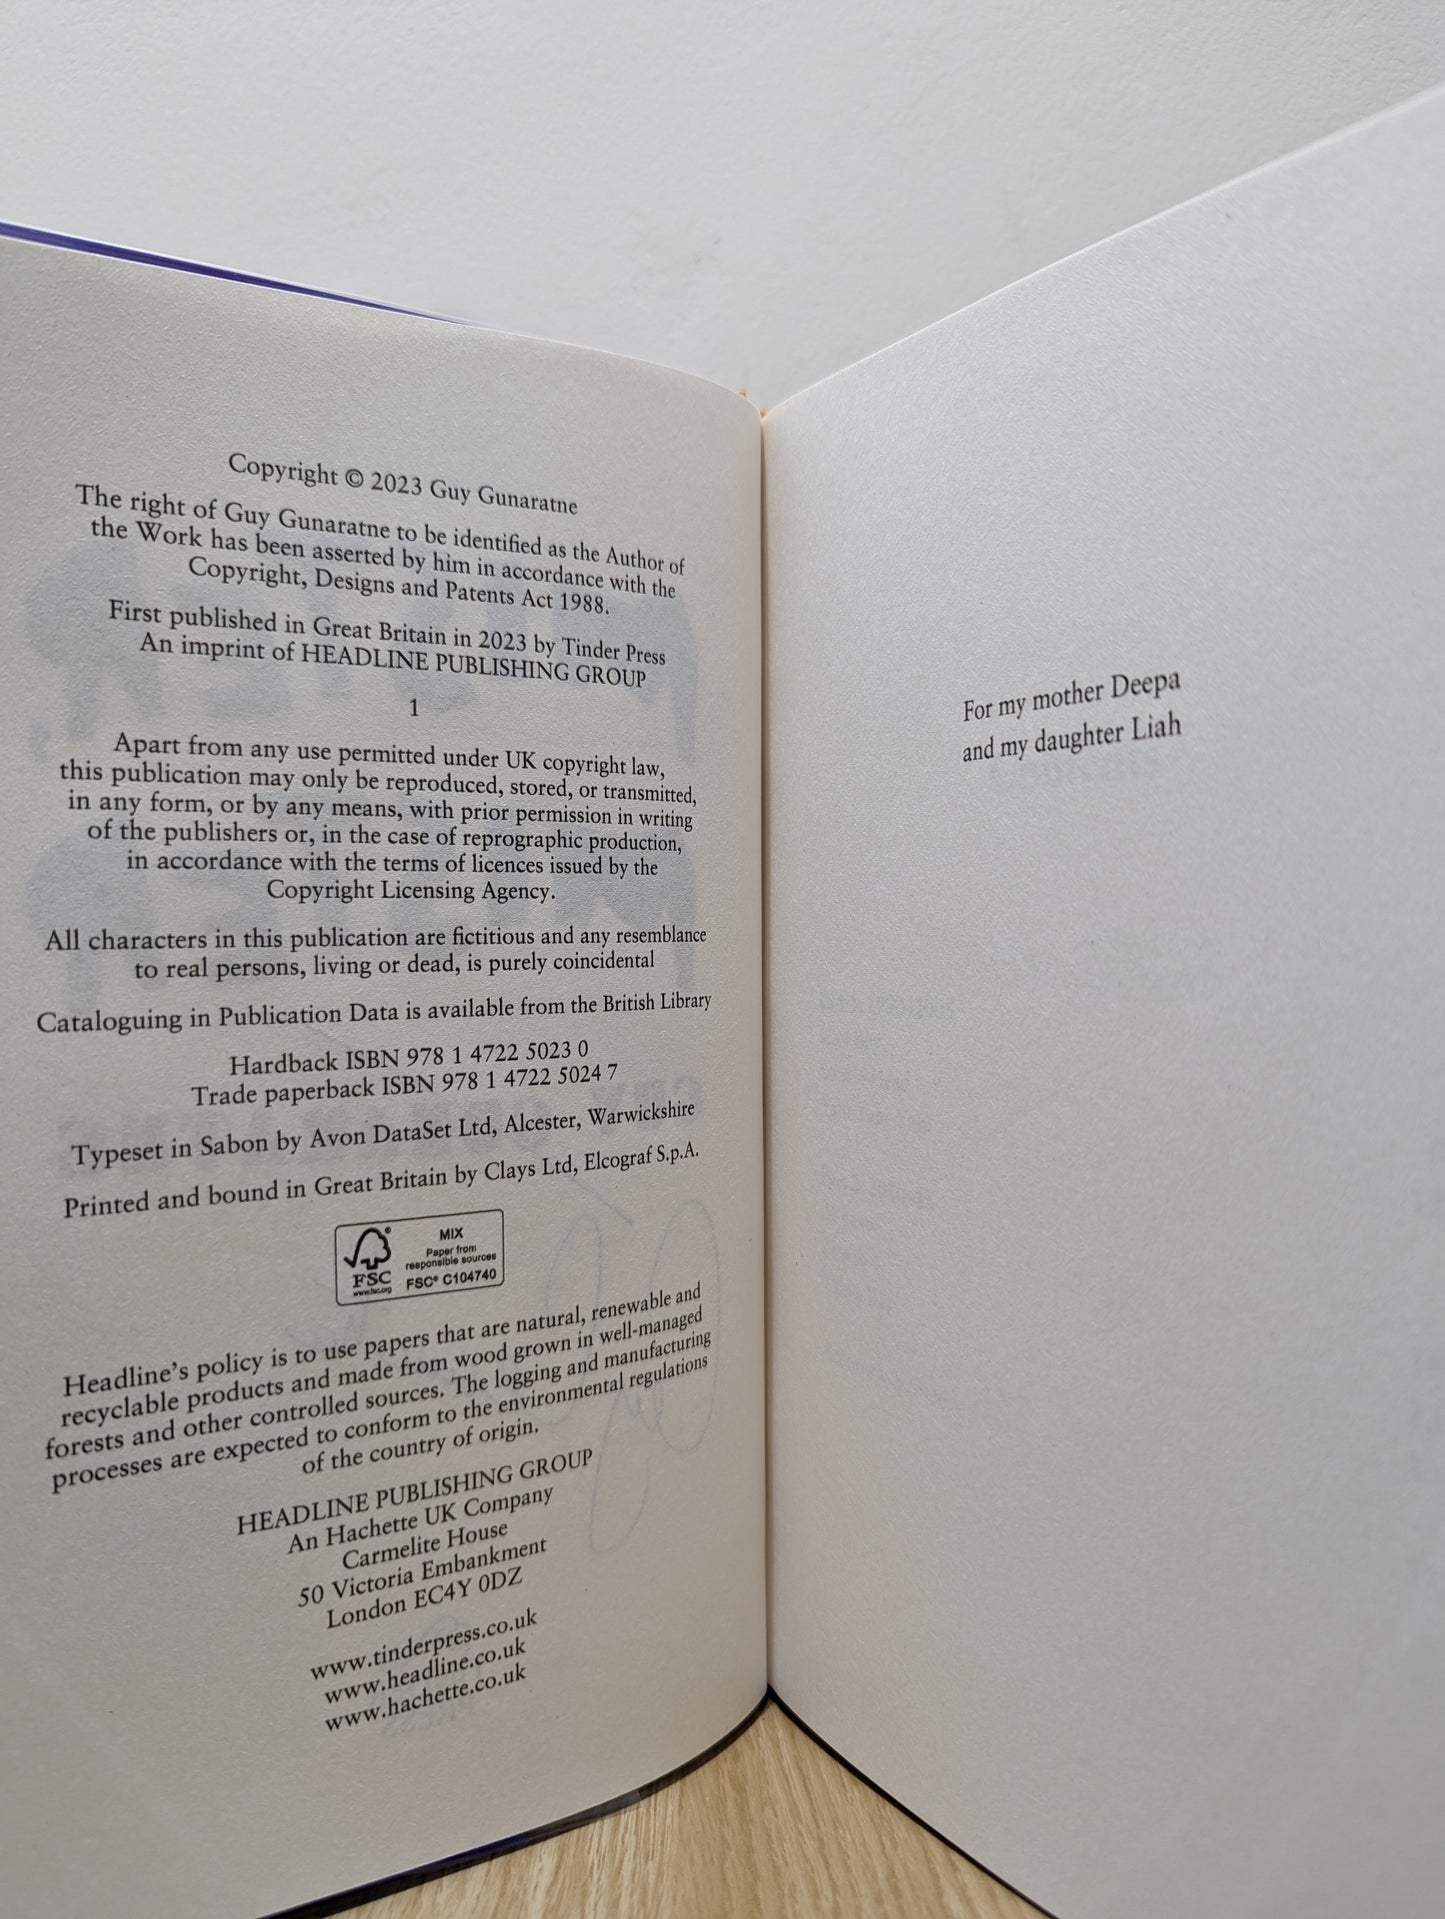 Copyright © 2023 Guy Gunaratne
The right of Guy Gunaratne to be identified as the Author of
the Work has been asserted by him in accordance with the
Copyright, Designs and Patents Act 1988.
First published in Great Britain in 2023 by Tinder Press
An imprint of HEADLINE PUBLISHING GROUP
1
Apart from any use permitted under UK copyright law,
this publication may only be reproduced, stored, or transmitted,
in any form, or by any means, with prior permission in writing
of the publishers or, in the case of reprographic production,
in accordance with the terms of licences issued by the
Copyright Licensing Agency.
All characters in this publication are fictitious and any resemblance
to real persons, living or dead, is purely coincidental
Cataloguing in Publication Data is available from the British Library
Hardback ISBN 978 1 4722 5023 0
Trade paperback ISBN 978 1 4722 5024 7
Typeset in Sabon by Avon DataSet Ltd, Alcester, Warwickshire
Printed and bound in Great Britain by Clays Ltd, Elcograf S.p.A.
FSC
www.fsc.org
MIX
Paper from
responsible sources
FSC® C104740
Headline's policy is to use papers that are natural, renewable and
recyclable products and made from wood grown in well-managed
forests and other controlled sources. The logging and manufacturing
processes are expected to conform to the environmental regulations
of the country of origin.
HEADLINE PUBLISHING GROUP
An Hachette UK Company
Carmelite House
50 Victoria Embankment
London EC4Y 0DZ
www.tinderpress.co.uk
www.headline.co.uk
www.hachette.co.uk
For my mother Deepa
and my daughter Liah